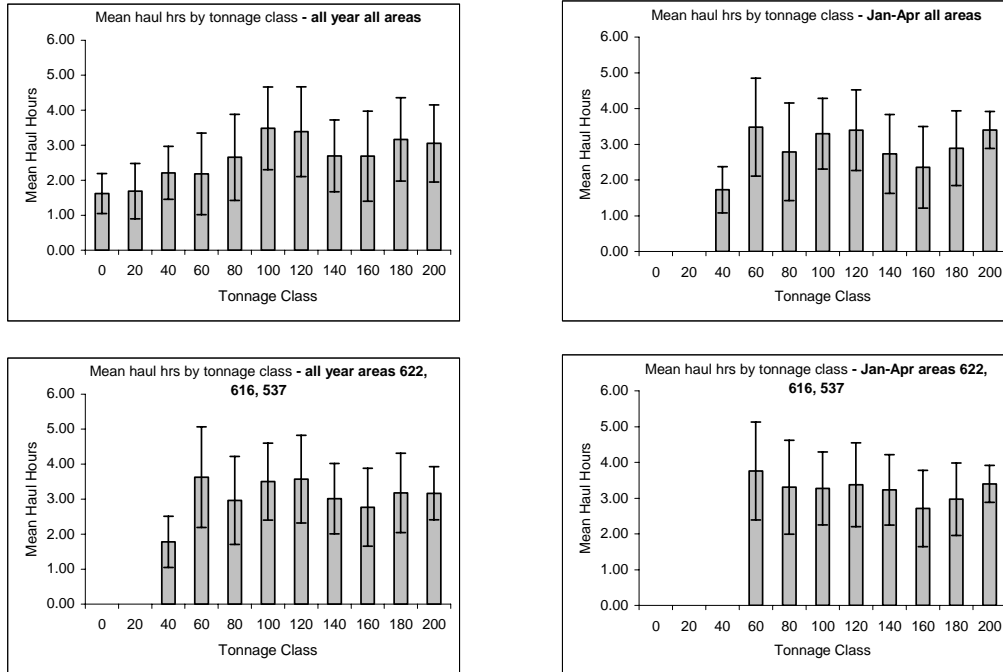 Mean haul hrs by tonnage class - all year all areas
6.00
5.00
4.00
3.00
2.00
1.00
0.00
Mean Haul Hours
0 20 40 60 80 100 120 140 160 180 200
Tonnage Class
Mean haul hrs by tonnage class - Jan-Apr all areas
6.00
5.00
4.00
3.00
2.00
1.00
0.00
Mean Haul Hours
0 20 40 60 80 100 120 140 160 180 200
Tonnage Class
Mean haul hrs by tonnage class - all year areas 622,
616, 537
6.00
5.00
4.00
3.00
2.00
1.00
0.00
Mean Haul Hours
0 20 40 60 80 100 120 140 160 180 200
Tonnage Class
Mean haul hrs by tonnage class - Jan-Apr areas 622,
616, 537
6.00
5.00
4.00
3.00
2.00
1.00
0.00
Mean Haul Hours
0 20 40 60 80 100 120 140 160 180 200
Tonnage Class